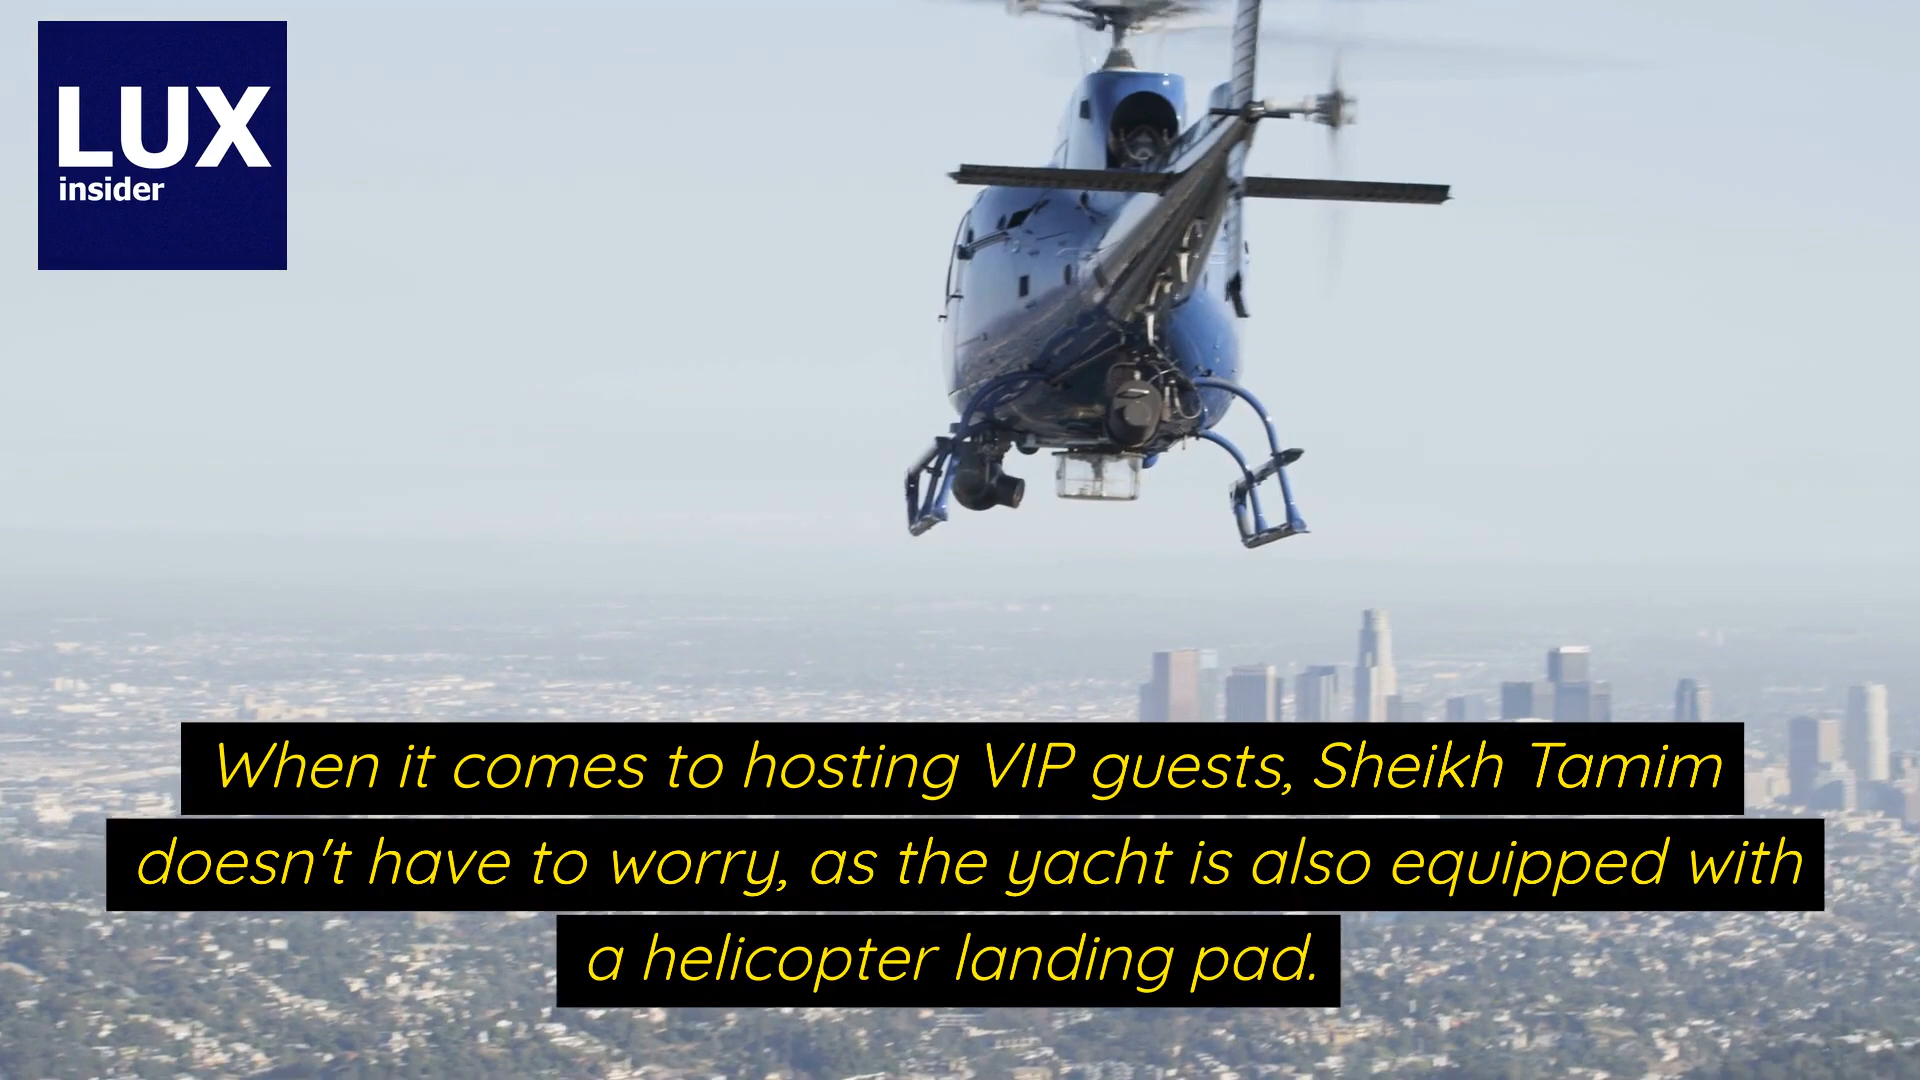 LUX
insider
When it comes to hosting VIP guests, Sheikh Tamim
doesn't have to worry, as the yacht is also equipped with
a helicopter landing pad.